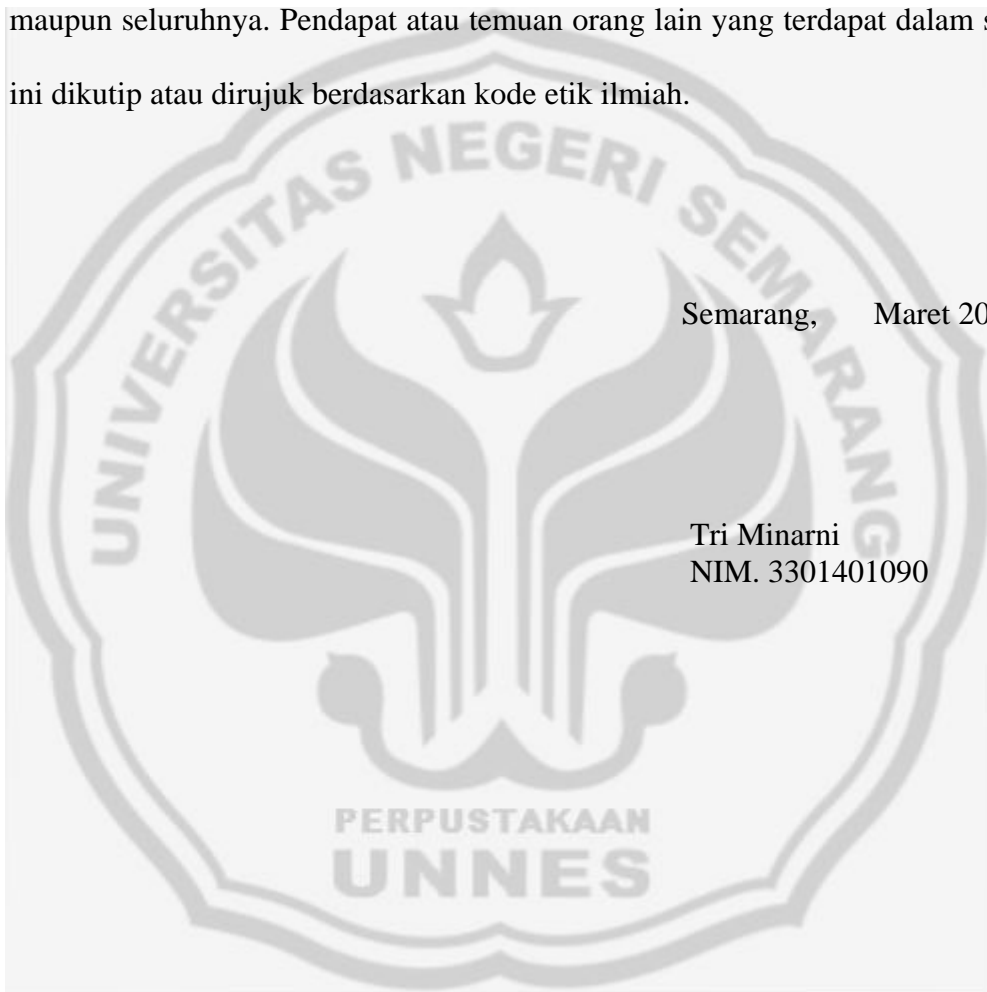 maupun seluruhnya. Pendapat atau temuan orang lain yang terdapat dalam
ini dikutip atau dirujuk berdasarkan kode etik ilmiah.
UNIVERSITAS NEGERI SEMARANG
Semarang, Maret 20
Tri Minarni
NIM. 3301401090
PERPUSTAKAAN
UNNES